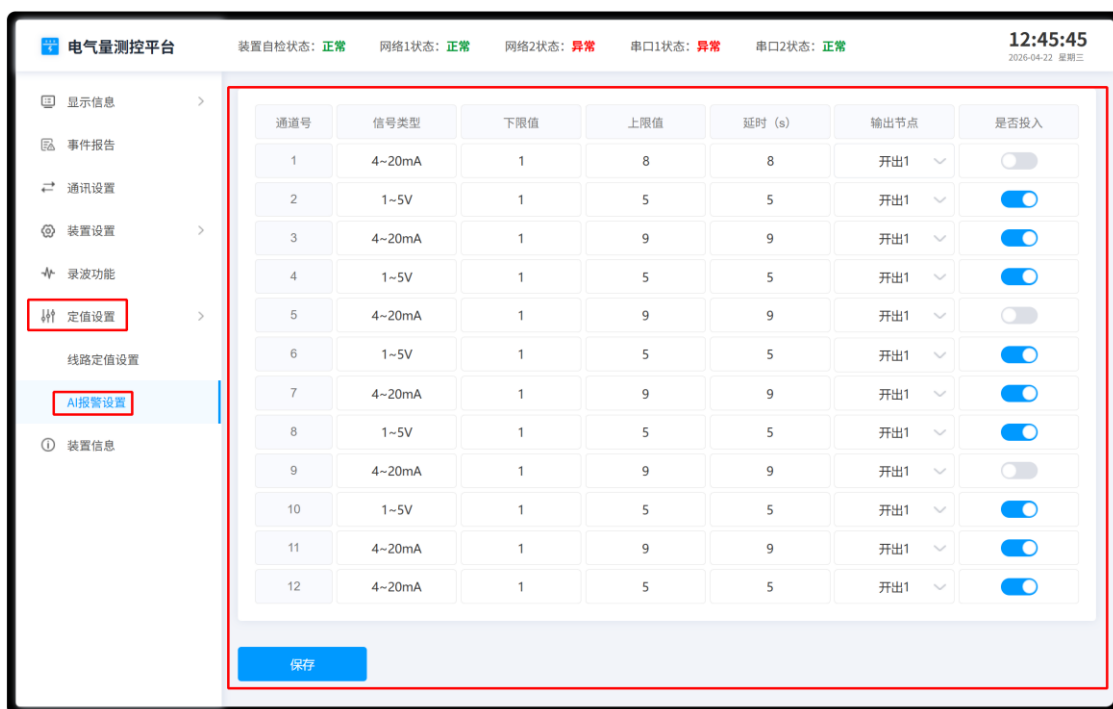 电气量测控平台 装置自检状态：正常 网络1状态：正常 网络2状态：异常 串口1状态：异常 串口2状态：正常 12:45:45
2026-04-22 星期三
显示信息
事件报告
通讯设置
装置设置
录波功能
定值设置
线路定值设置
AI报警设置
装置信息
通道号 信号类型 下限值 上限值 延时（s） 输出节点 是否投入
1 4~20mA 1 8 8 开出1
2 1~5V 1 5 5 开出1
3 4~20mA 1 9 9 开出1
4 1~5V 1 5 5 开出1
5 4~20mA 1 9 9 开出1
6 1~5V 1 5 5 开出1
7 4~20mA 1 9 9 开出1
8 1~5V 1 5 5 开出1
9 4~20mA 1 9 9 开出1
10 1~5V 1 5 5 开出1
11 4~20mA 1 9 9 开出1
12 4~20mA 1 5 5 开出1
保存